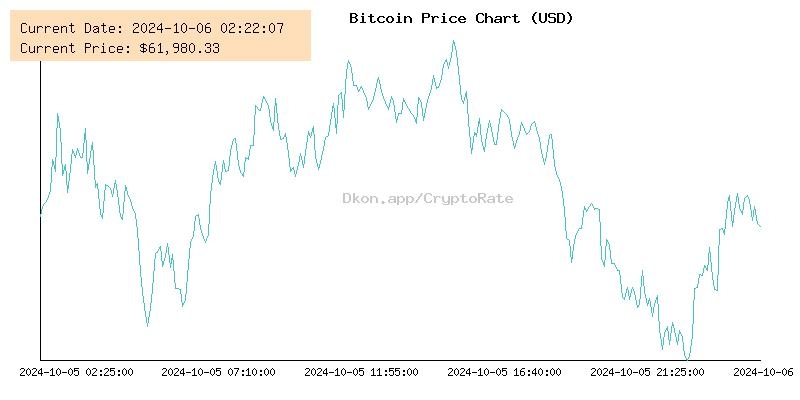 Bitcoin Price Chart (USD)
Current Date: 2024-10-06 02:22:07
Current Price: $61,980.33
Dkon.app/CryptoRate
2024-10-05 02:25:00 2024-10-05 07:10:00 2024-10-05 11:55:00 2024-10-05 16:40:00 2024-10-05 21:25:00 2024-10-06